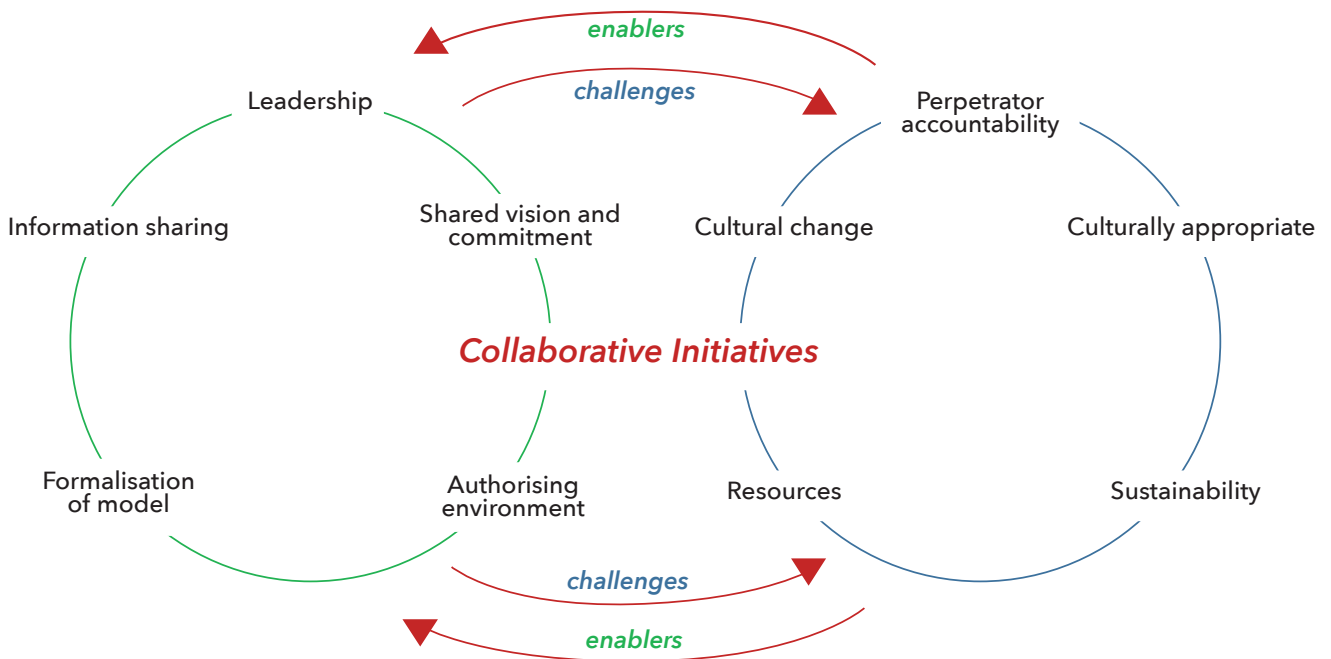 enablers
challenges
Leadership
Perpetrator
accountability
Information sharing
Shared vision and
commitment
Cultural change
Culturally appropriate
Collaborative Initiatives
Formalisation
of model
Authorising
environment
Resources
Sustainability
challenges
enablers